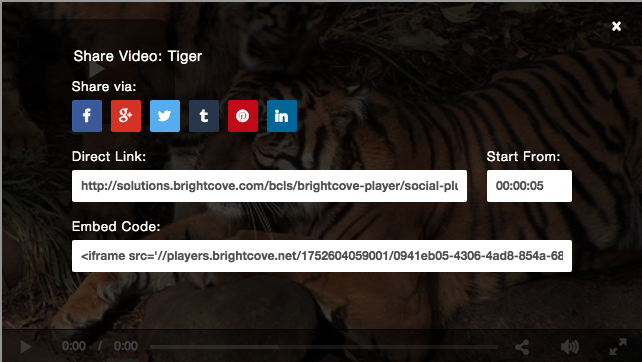 Share Video: Tiger
Share via:
Direct Link:
Start From:
http://solutions.brightcove.com/bcls/brightcove-player/social-plu
00:00:05
Embed Code:
<iframe src='//players.brightcove.net/1752604059001/0941eb05-4306-4ad8-854a-68
0:00 / 0:00